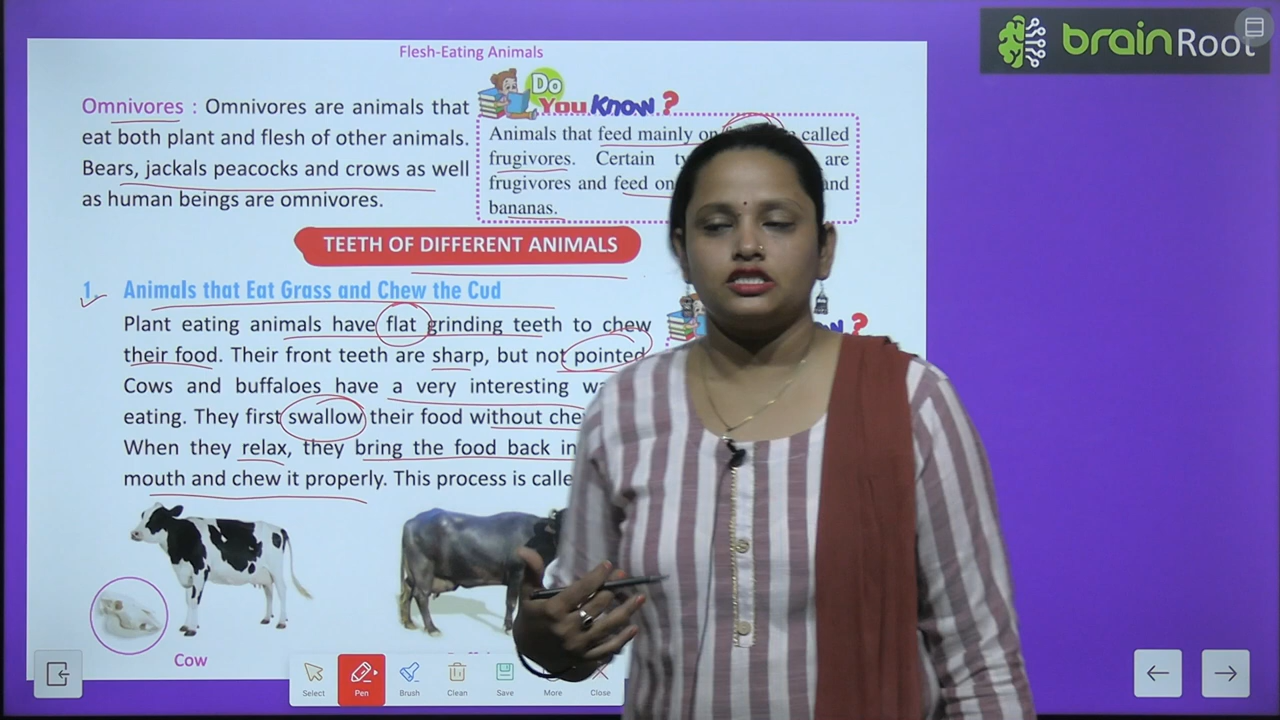 Flesh-Eating Animals
brainRoot
Omnivores : Omnivores are animals that
eat both plant and flesh of other animals.
Bears, jackals peacocks and crows as well
as human beings are omnivores.
Do
You Know ?
Animals that feed mainly on called
frugivores. Certain are
frugivores and feed on and
bananas.
TEETH OF DIFFERENT ANIMALS
1. Animals that Eat Grass and Chew the Cud
Plant eating animals have flat grinding teeth to chew
their food. Their front teeth are sharp, but not pointed.
Cows and buffaloes have a very interesting
eating. They first swallow their food without
When they relax, they bring the food back
mouth and chew it properly. This process is
?
Cow
Select
Pen
Brush
Clean
Save
More
Close